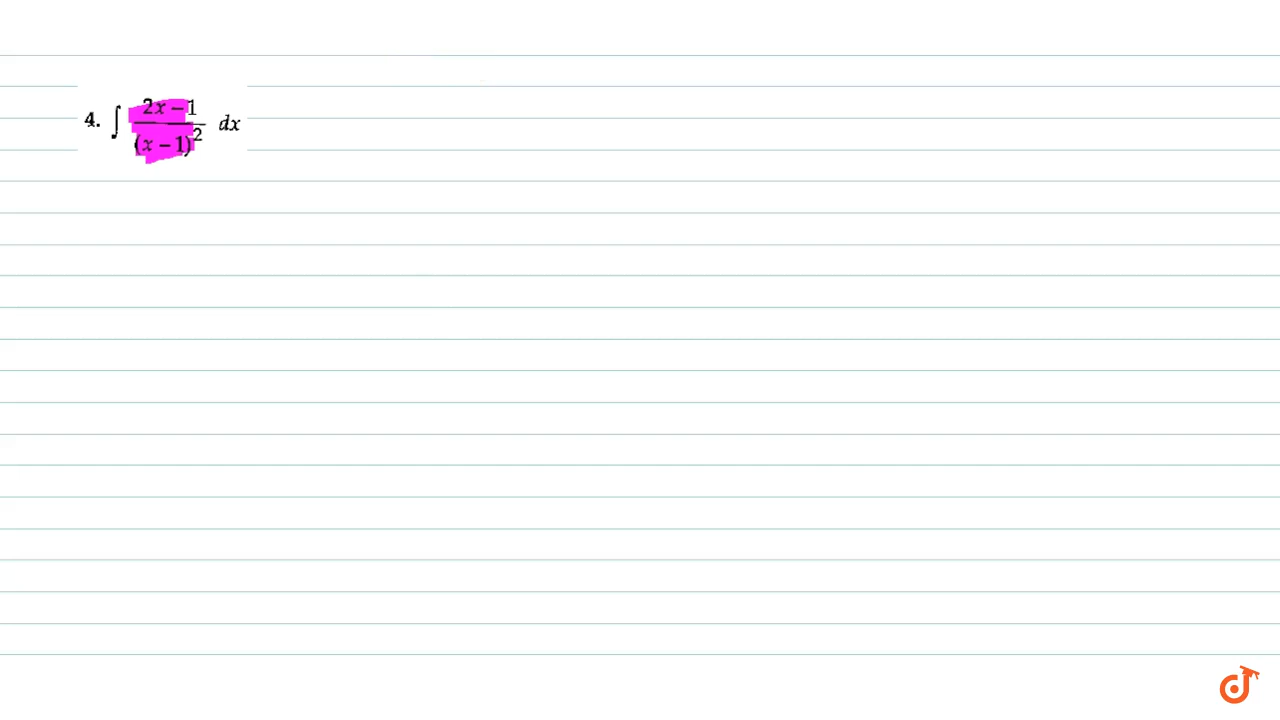 4. ∫ (2x − 1)/(x − 1)² dx